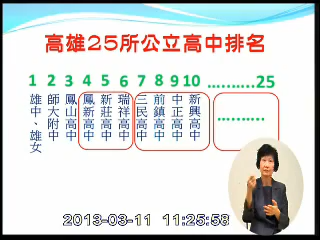 高雄25所公立高中排名
1 2 3 4 5 6 7 8 9 10 ..........25
雄中、雄女
師大附中
鳳山高中
鳳新高中
新莊高中
瑞祥高中
三民高中
前鎮高中
中正高中
新興高中
..........
2013-03-11 11:25:58